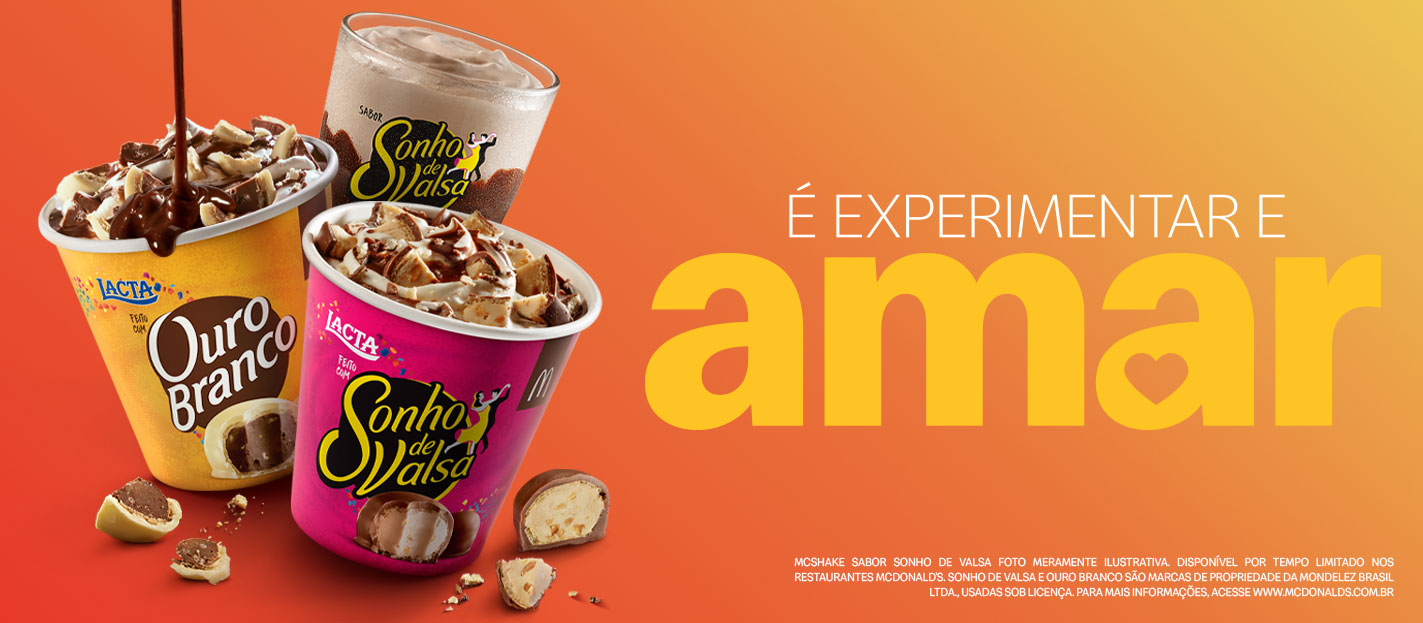 SABOR
Sonho
de
Valsa
LACTA
FEITO
COM
Ouro
Branco
LACTA
FEITO
COM
Sonho
de
Valsa
M
É EXPERIMENTAR E
amar
MCSHAKE SABOR SONHO DE VALSA FOTO MERAMENTE ILUSTRATIVA. DISPONÍVEL POR TEMPO LIMITADO NOS
RESTAURANTES MCDONALD'S. SONHO DE VALSA E OURO BRANCO SÃO MARCAS DE PROPRIEDADE DA MONDELEZ BRASIL
LTDA., USADAS SOB LICENÇA. PARA MAIS INFORMAÇÕES, ACESSE WWW.MCDONALDS.COM.BR